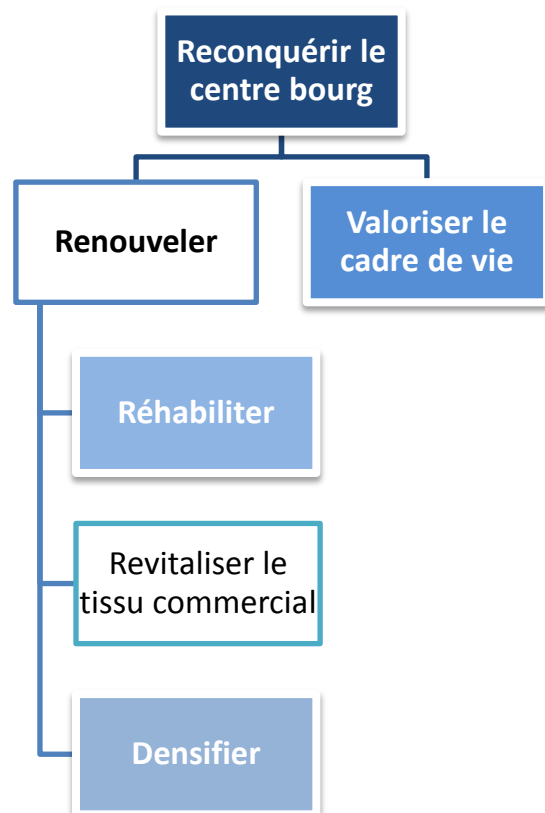 Reconquérir le
centre bourg
Renouveler
Valoriser le
cadre de vie
Réhabiliter
Revitaliser le
tissu commercial
Densifier